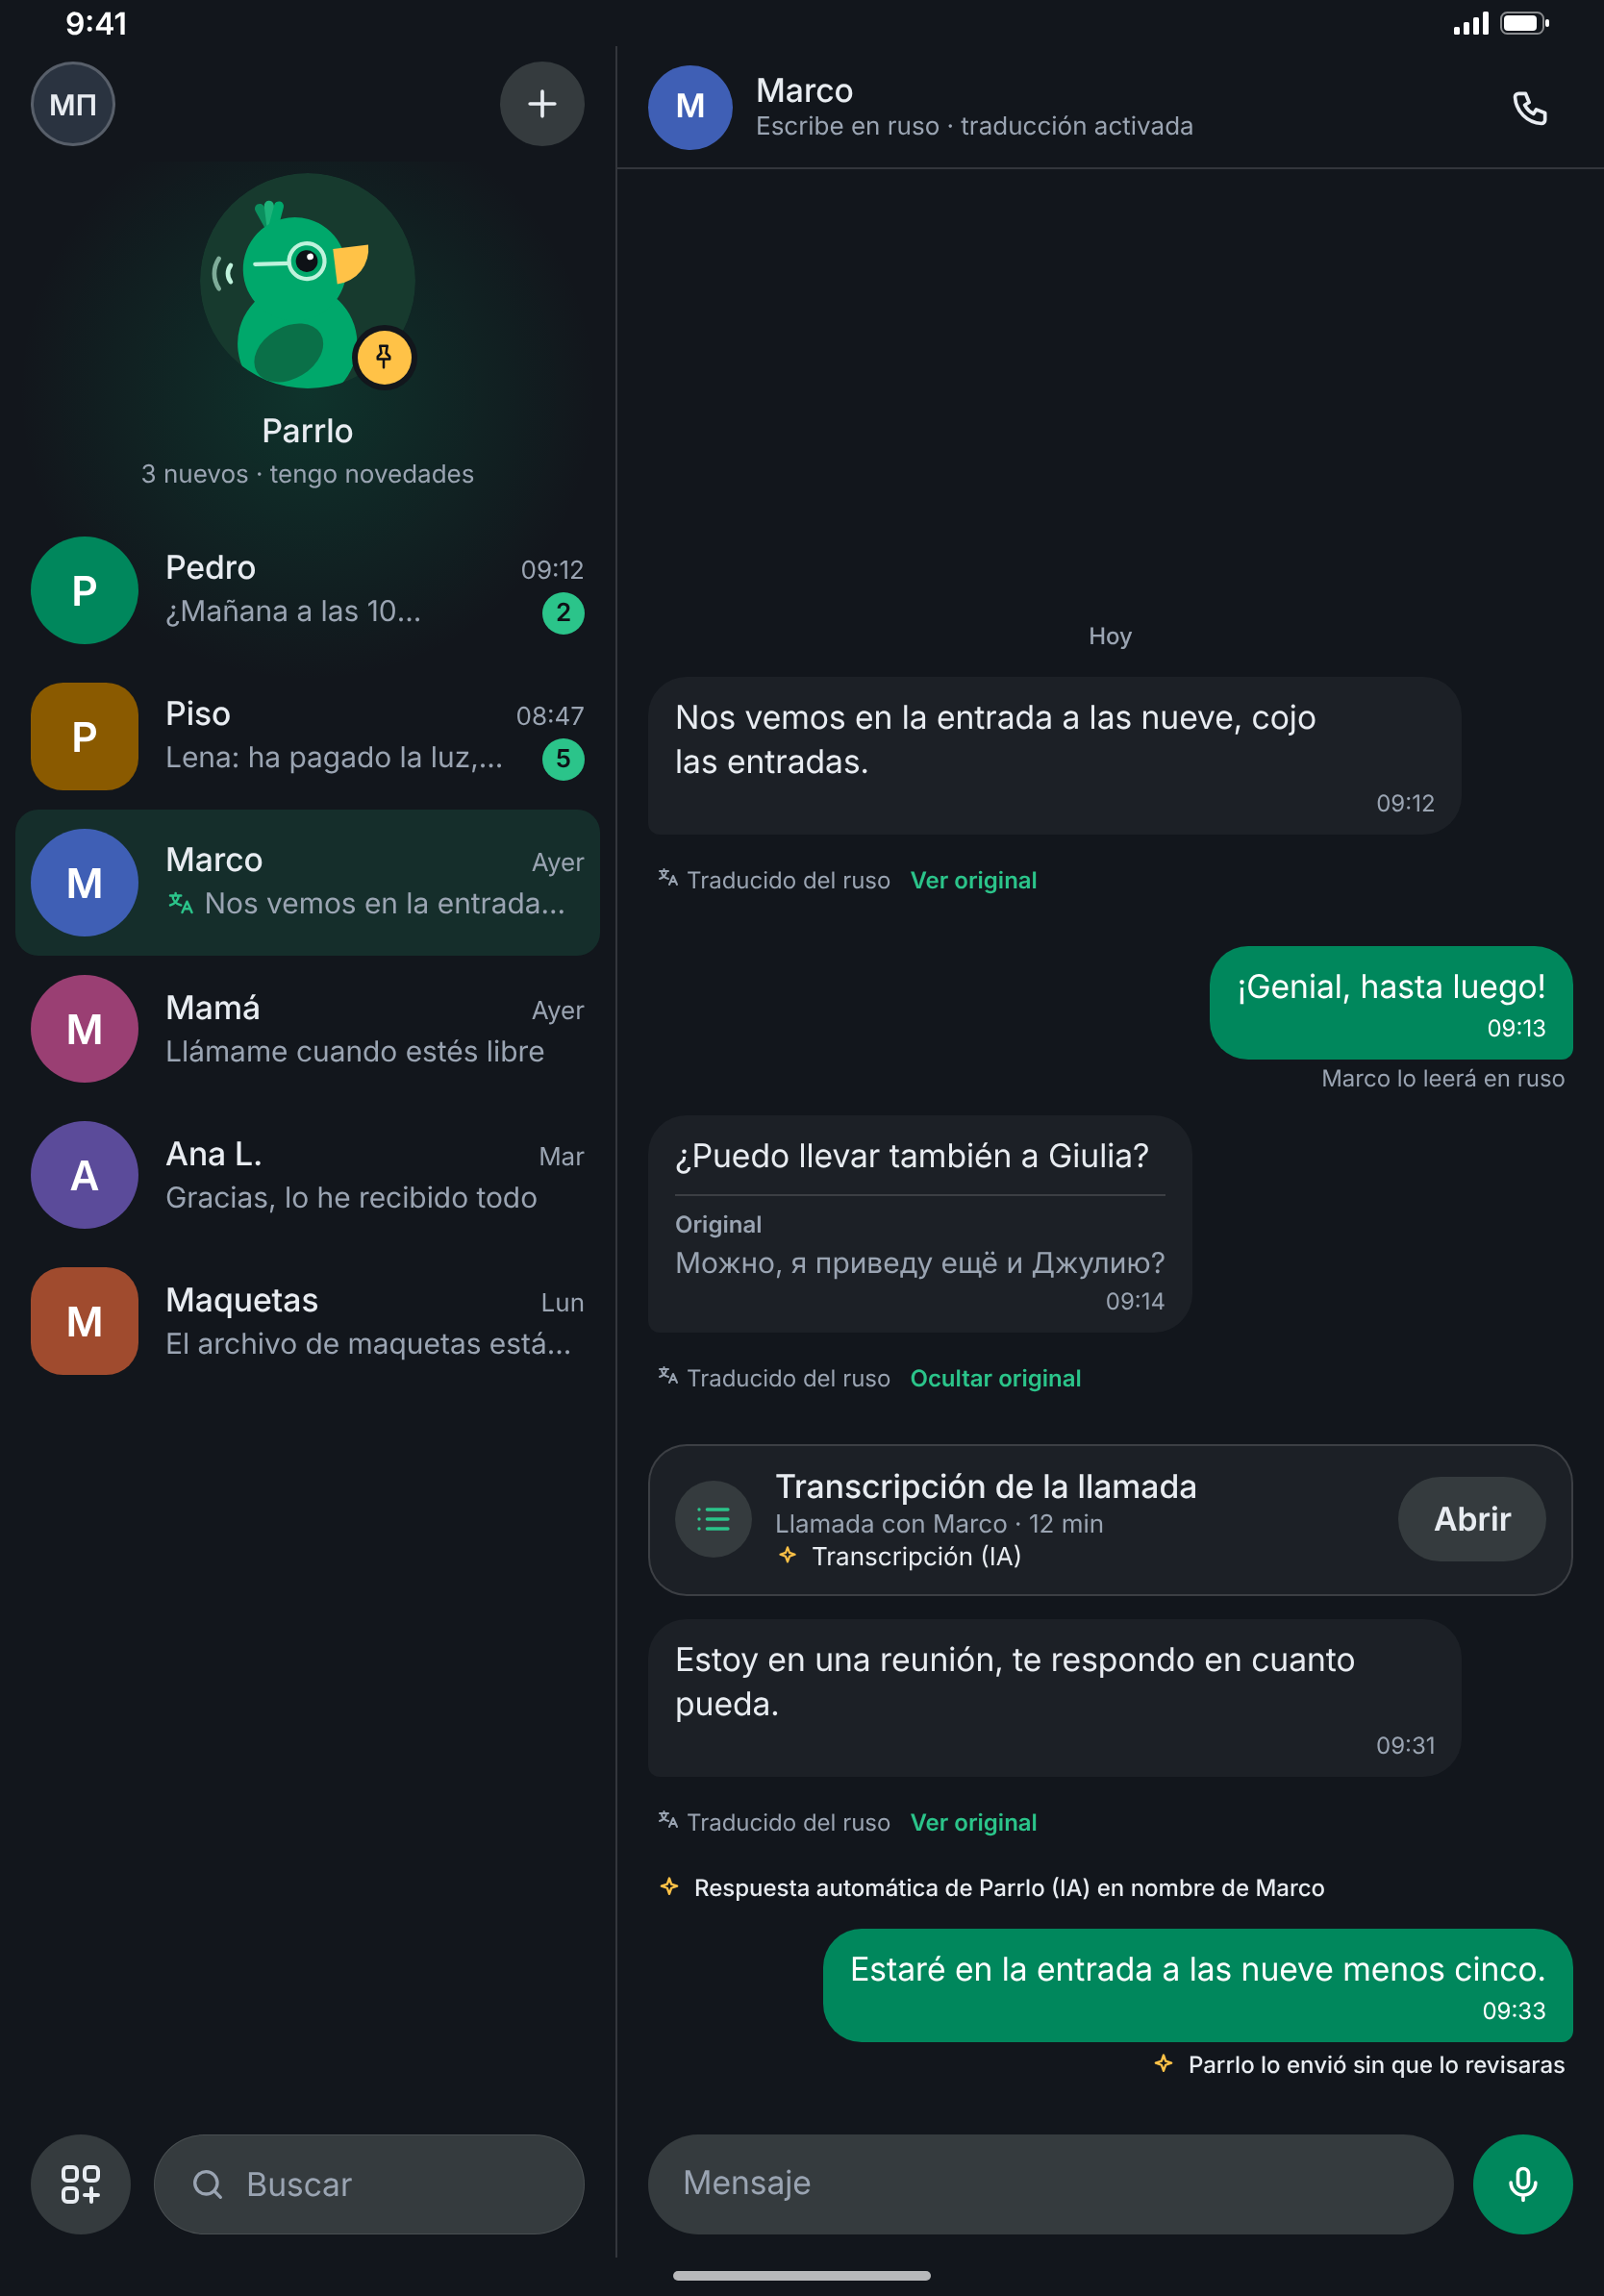 9:41
МП
Parrlo
3 nuevos · tengo novedades
P
Pedro
09:12
¿Mañana a las 10...
2
P
Piso
08:47
Lena: ha pagado la luz,...
5
M
Marco
Ayer
Nos vemos en la entrada...
M
Mamá
Ayer
Llámame cuando estés libre
A
Ana L.
Mar
Gracias, lo he recibido todo
M
Maquetas
Lun
El archivo de maquetas está...
Buscar
M
Marco
Escribe en ruso · traducción activada
Hoy
Nos vemos en la entrada a las nueve, cojo
las entradas.
09:12
Traducido del ruso Ver original
¡Genial, hasta luego!
09:13
Marco lo leerá en ruso
¿Puedo llevar también a Giulia?
Original
Можно, я приведу ещё и Джулию?
09:14
Traducido del ruso Ocultar original
Transcripción de la llamada
Llamada con Marco · 12 min
Transcripción (IA)
Abrir
Estoy en una reunión, te respondo en cuanto
pueda.
09:31
Traducido del ruso Ver original
Respuesta automática de Parrlo (IA) en nombre de Marco
Estaré en la entrada a las nueve menos cinco.
09:33
Parrlo lo envió sin que lo revisaras
Mensaje